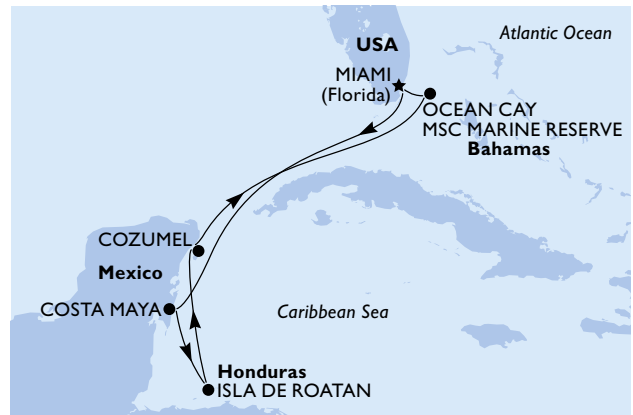 Atlantic Ocean
USA
MIAMI
(Florida)
OCEAN CAY
MSC MARINE RESERVE
Bahamas
COZUMEL
Mexico
COSTA MAYA
Caribbean Sea
Honduras
ISLA DE ROATAN